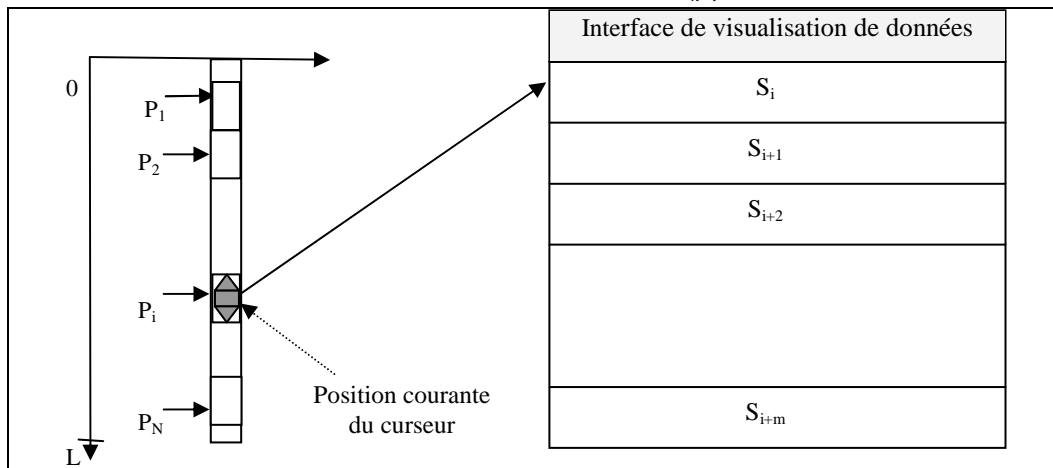 Interface de visualisation de données
0
P1
P2
Pi
PN
L
Position courante
du curseur
Si
Si+1
Si+2
Si+m